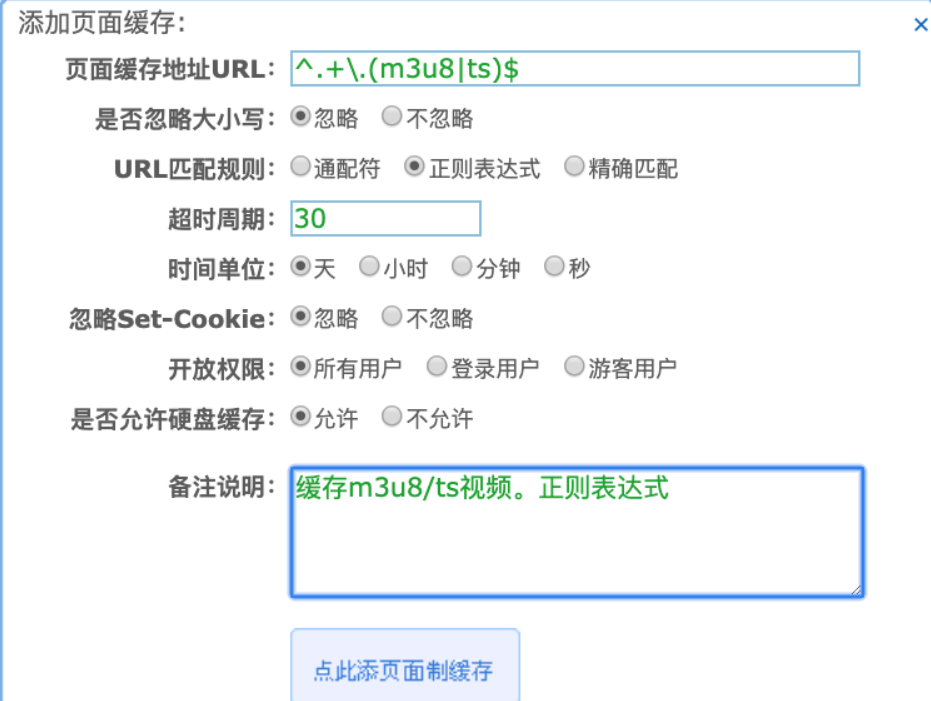 添加页面缓存:
×
页面缓存地址URL: ^.+\.(m3u8|ts)$
是否忽略大小写: 忽略 不忽略
URL匹配规则: 通配符 正则表达式 精确匹配
超时周期: 30
时间单位: 天 小时 分钟 秒
忽略Set-Cookie: 忽略 不忽略
开放权限: 所有用户 登录用户 游客用户
是否允许硬盘缓存: 允许 不允许
备注说明: 缓存m3u8/ts视频。正则表达式
点此添页面制缓存